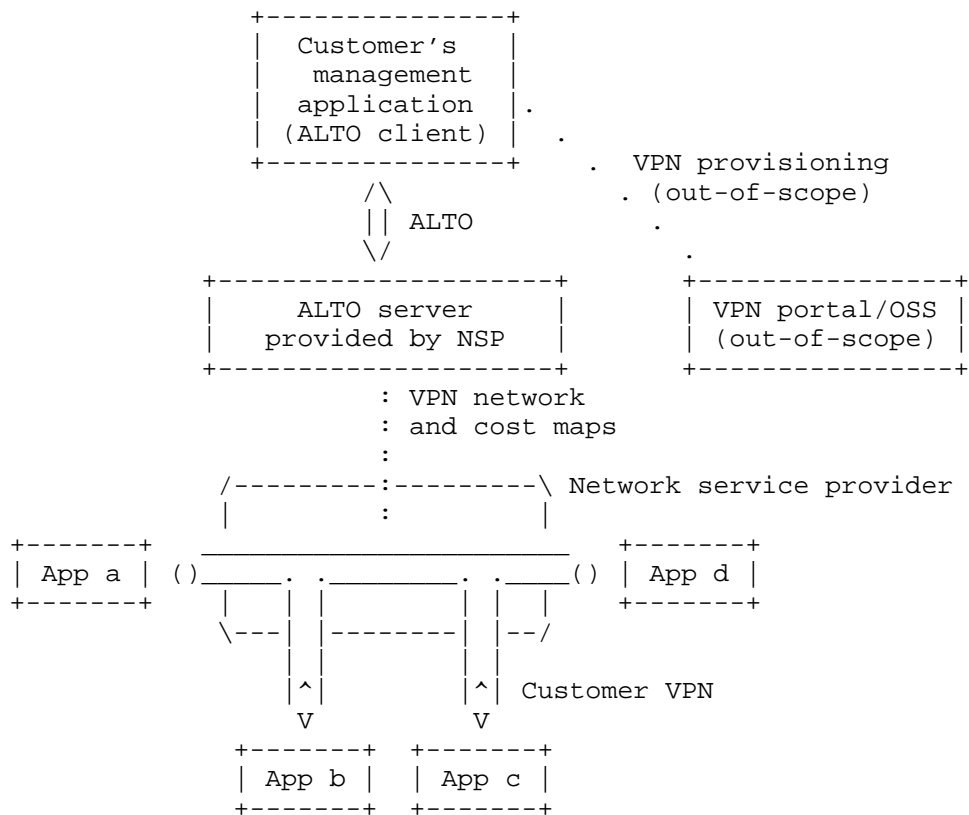 Customer's
management
application
(ALTO client)
VPN provisioning
(out-of-scope)
ALTO
ALTO server
provided by NSP
VPN portal/OSS
(out-of-scope)
VPN network
and cost maps
Network service provider
App a
App d
Customer VPN
App b
App c